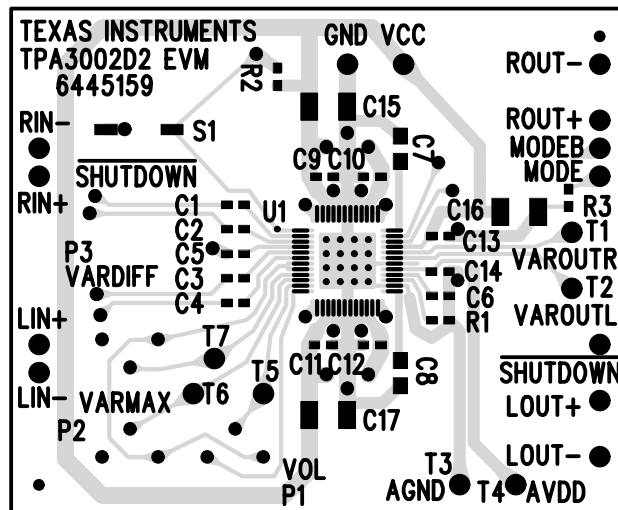 TEXAS INSTRUMENTS
TPA3002D2 EVM
6445159
R2
GND VCC
ROUT-
C15
RIN-
S1
ROUT+
C7
MODEB
C9 C10
MODE
SHUTDOWN
RIN+
C1
U1
C16
R3
C2
T1
C13
P3
C5
VAROUTR
VARDIFF
C3
C14
T2
C4
C6
LIN+
R1
VAROUTL
T7
C11 C12
C8
SHUTDOWN
T5
LIN-
VARMAX
T6
LOUT+
C17
P2
LOUT-
VOL
T3
P1
AGND
T4
AVDD